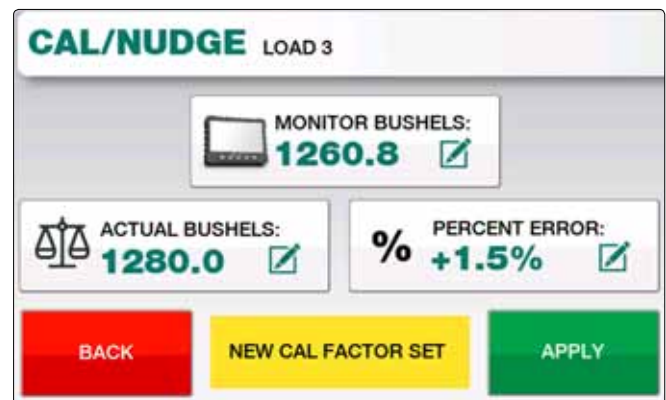 CAL/NUDGE LOAD 3
MONITOR BUSHELS:
1260.8
ACTUAL BUSHELS:
1280.0
% PERCENT ERROR:
+1.5%
BACK
NEW CAL FACTOR SET
APPLY